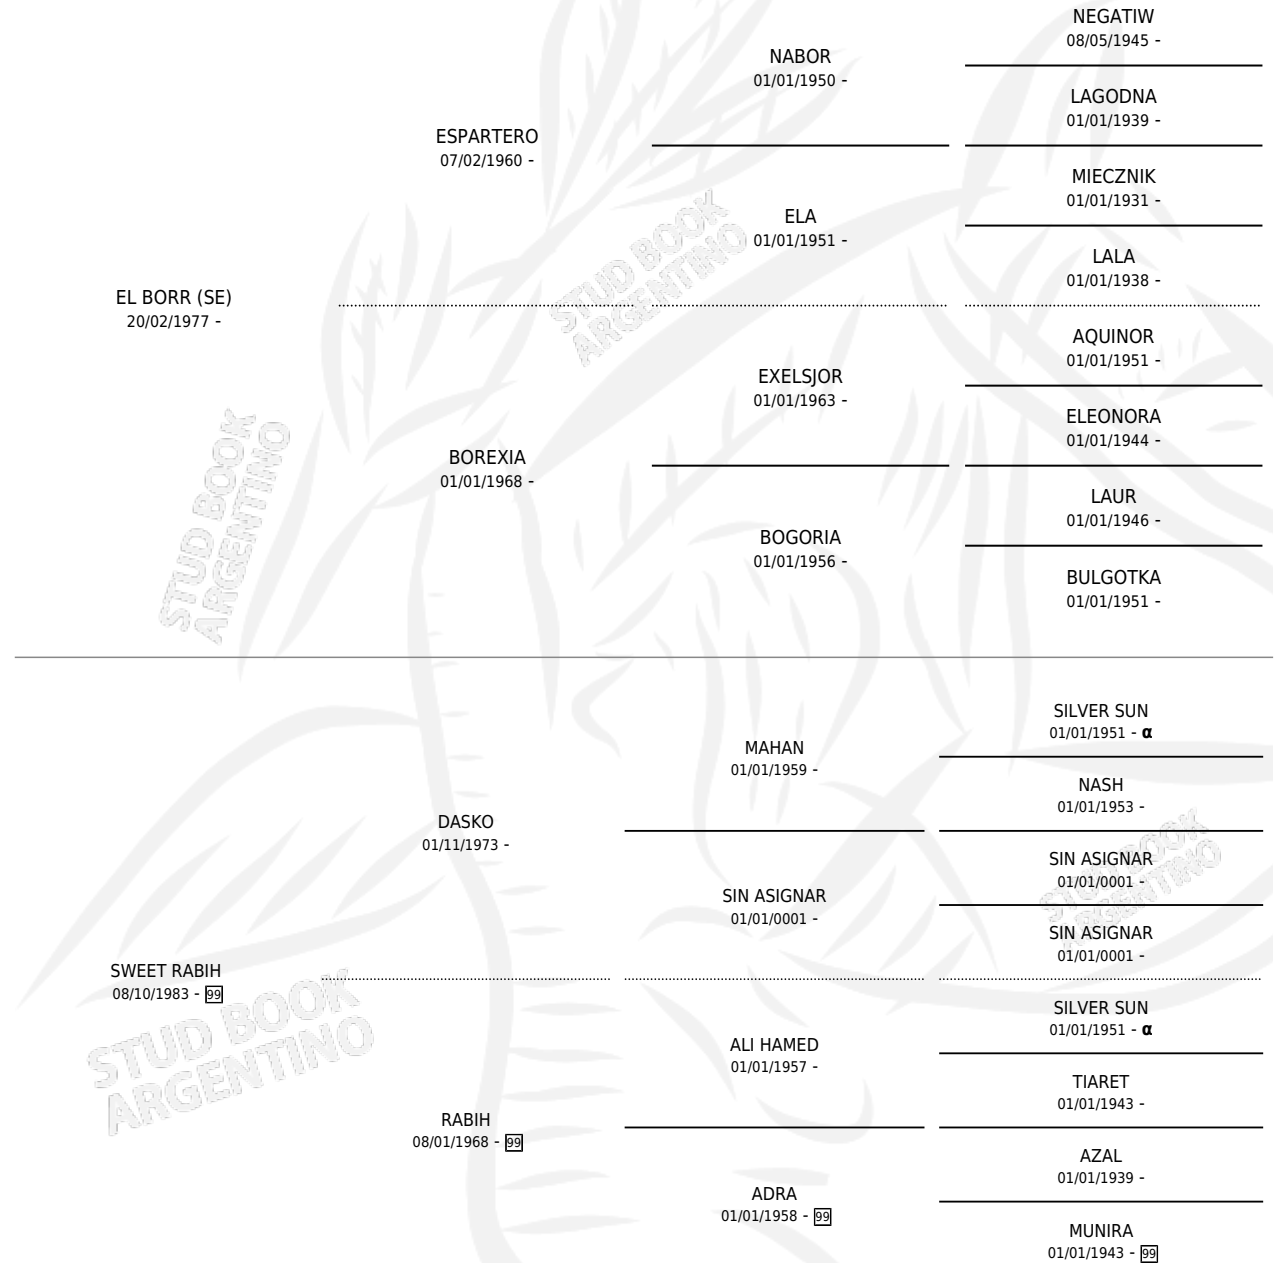 NEGATIW
08/05/1945 -
NABOR
01/01/1950 -
LAGODNA
01/01/1939 -
ESPARTERO
07/02/1960 -
MIECZNIK
01/01/1931 -
ELA
01/01/1951 -
LALA
01/01/1938 -
EL BORR (SE)
20/02/1977 -
AQUINOR
01/01/1951 -
EXELSJOR
01/01/1963 -
ELEONORA
01/01/1944 -
BOREXIA
01/01/1968 -
LAUR
01/01/1946 -
BOGORIA
01/01/1956 -
BULGOTKA
01/01/1951 -
STUD BOOK
ARGENTINO
STUD BOOK
ARGENTINO
SILVER SUN
01/01/1951 - α
MAHAN
01/01/1959 -
NASH
01/01/1953 -
DASKO
01/11/1973 -
SIN ASIGNAR
01/01/0001 -
SIN ASIGNAR
01/01/0001 -
SIN ASIGNAR
01/01/0001 -
STUD BOOK
ARGENTINO
SWEET RABIH
08/10/1983 - 99
SILVER SUN
01/01/1951 - α
ALI HAMED
01/01/1957 -
TIARET
01/01/1943 -
RABIH
08/01/1968 - 99
AZAL
01/01/1939 -
ADRA
01/01/1958 - 99
MUNIRA
01/01/1943 - 99
STUD BOOK
ARGENTINO